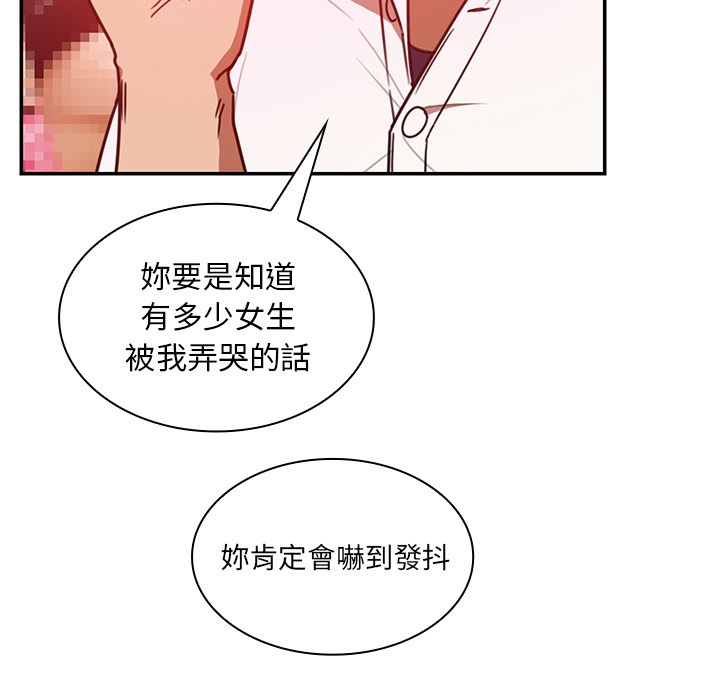 妳要是知道
有多少女生
被我弄哭的話
妳肯定會嚇到發抖